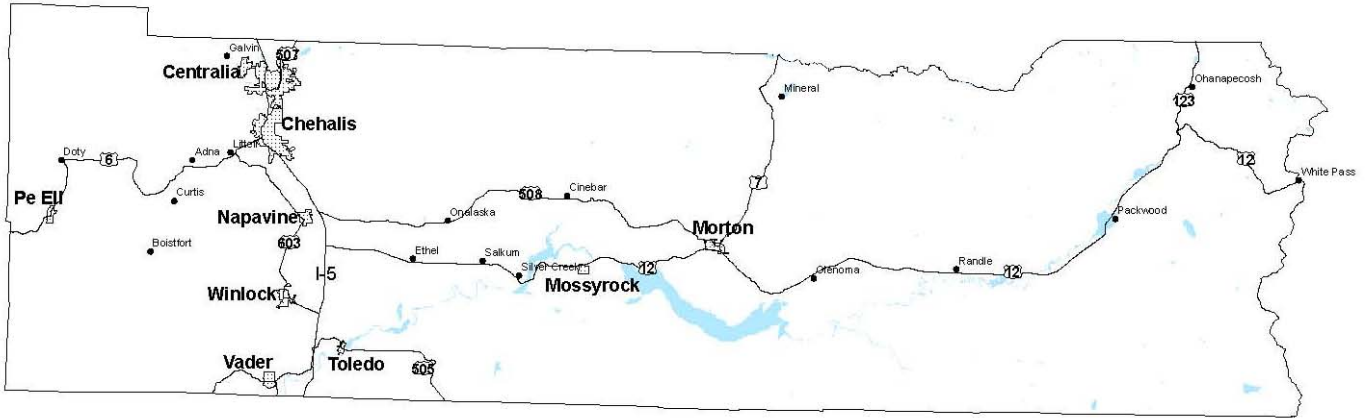 Galvin
507
Centralia
Ohanapecosh
Mineral
123
Chehalis
Doty
6
Adna
Littell
12
White Pass
7
Curtis
508
Cinebar
Pe Ell
Napavine
Onalaska
Packwood
Morton
603
Boistfort
Ethel
Salkum
I-5
Silver Creek
12
Randle
12
Glenoma
Mossyrock
Winlock
Vader
Toledo
505